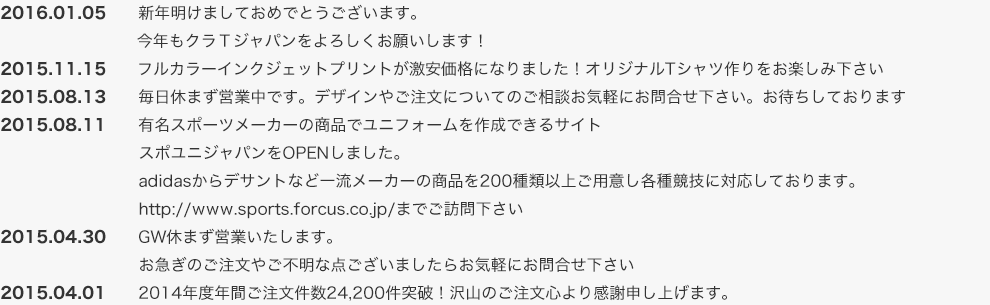 2016.01.05 新年明けましておめでとうございます。
今年もクラTジャパンをよろしくお願いします！
2015.11.15 フルカラーインクジェットプリントが激安価格になりました！オリジナルTシャツ作りをお楽しみ下さい
2015.08.13 毎日休まず営業中です。デザインやご注文についてのご相談お気軽にお問合せ下さい。お待ちしております
2015.08.11 有名スポーツメーカーの商品でユニフォームを作成できるサイト
スポユニジャパンをOPENしました。
adidasからデサントなど一流メーカーの商品を200種類以上ご用意し各種競技に対応しております。
http://www.sports.forcus.co.jp/までご訪問下さい
2015.04.30 GW休まず営業いたします。
お急ぎのご注文やご不明な点ございましたらお気軽にお問合せ下さい
2015.04.01 2014年度年間ご注文件数24,200件突破！沢山のご注文心より感謝申し上げます。